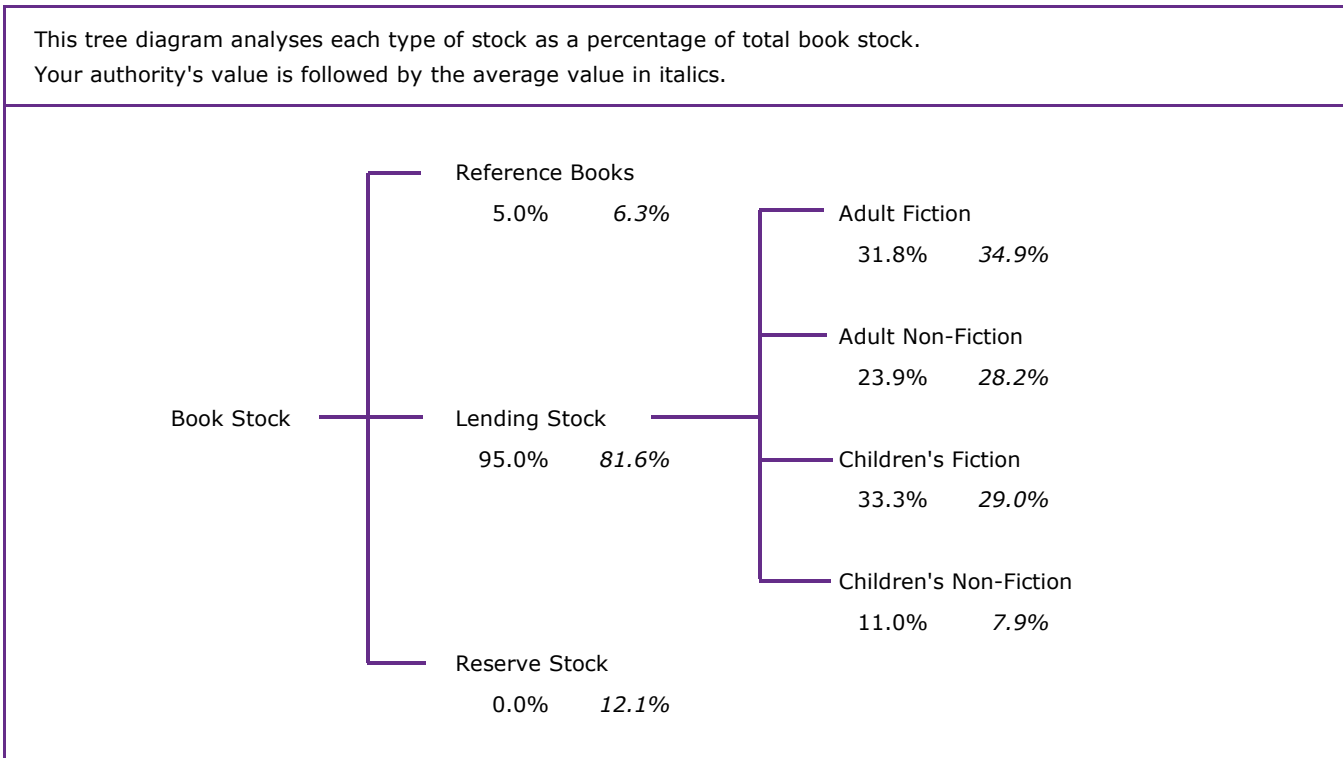 This tree diagram analyses each type of stock as a percentage of total book stock.
Your authority's value is followed by the average value in italics.
Reference Books
5.0% 6.3%
Adult Fiction
31.8% 34.9%
Adult Non-Fiction
23.9% 28.2%
Book Stock
Lending Stock
95.0% 81.6%
Children's Fiction
33.3% 29.0%
Children's Non-Fiction
11.0% 7.9%
Reserve Stock
0.0% 12.1%